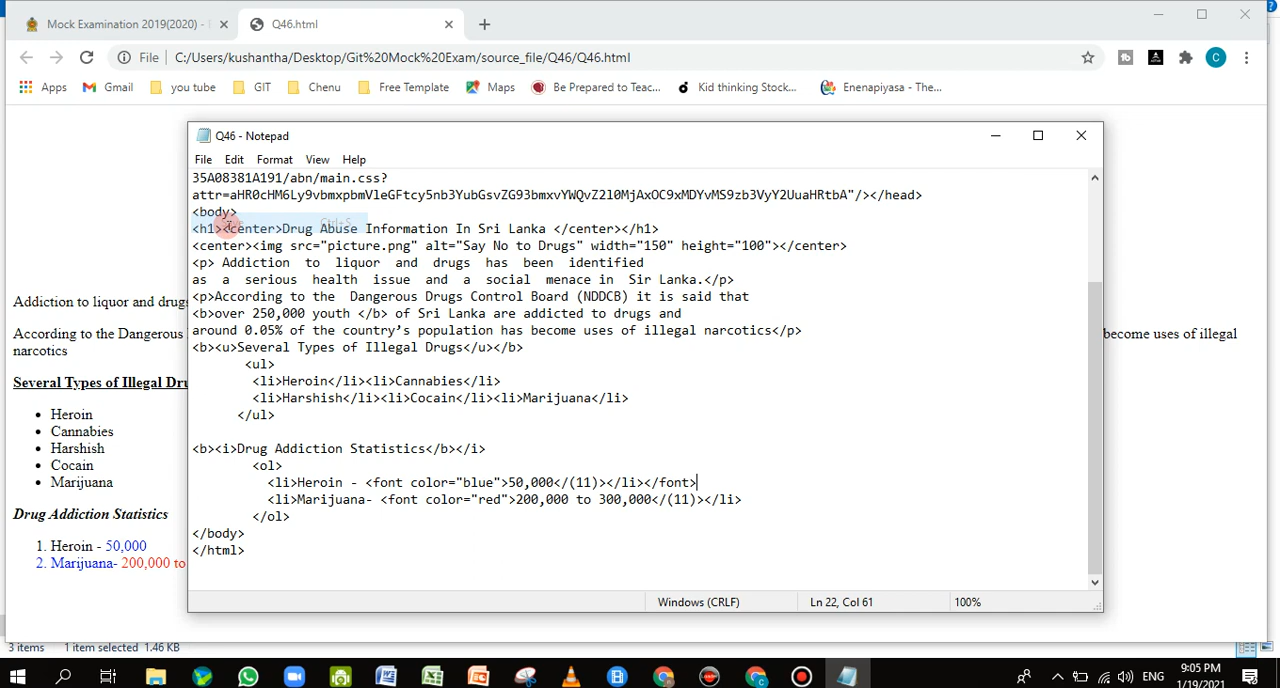 Mock Examination 2019(2020) -
Q46.html
File
C:/Users/kushantha/Desktop/Git%20Mock%20Exam/source_file/Q46/Q46.html
Apps
Gmail
you tube
GIT
Chenu
Free Template
Maps
Be Prepared to Teac...
Kid thinking Stock...
Enenapiyasa - The...
Q46 - Notepad
File Edit Format View Help
35A08381A191/abn/main.css?
attr=aHR0cHM6Ly9vbmxpbmVleGFtcy5nb3YubGsvZG93bmxvYWQvZ2l0MjAxOC9xMDYvMS9zb3VyY2UuaHRtbA"/></head>
<body>
Ctrl+S
<h1><center>Drug Abuse Information In Sri Lanka </center></h1>
<center><img src="picture.png" alt="Say No to Drugs" width="150" height="100"></center>
<p> Addiction to liquor and drugs has been identified
as a serious health issue and a social menace in Sir Lanka.</p>
<p>According to the Dangerous Drugs Control Board (NDDCB) it is said that
<b>over 250,000 youth </b> of Sri Lanka are addicted to drugs and
around 0.05% of the country’s population has become uses of illegal narcotics</p>
<b><u>Several Types of Illegal Drugs</u></b>
<ul>
<li>Heroin</li><li>Cannabies</li>
<li>Harshish</li><li>Cocain</li><li>Marijuana</li>
</ul>
<b><i>Drug Addiction Statistics</b></i>
<ol>
<li>Heroin - <font color="blue">50,000</(11)></li></font>
<li>Marijuana- <font color="red">200,000 to 300,000</(11)></li>
</ol>
</body>
</html>
Windows (CRLF)
Ln 22, Col 61
100%
Addiction to liquor and drugs
According to the Dangerous
become uses of illegal
narcotics
Several Types of Illegal Dru
• Heroin
• Cannabies
• Harshish
• Cocain
• Marijuana
Drug Addiction Statistics
1. Heroin - 50,000
2. Marijuana- 200,000 to
3 items
1 item selected 1.46 KB
ENG
9:05 PM
1/19/2021